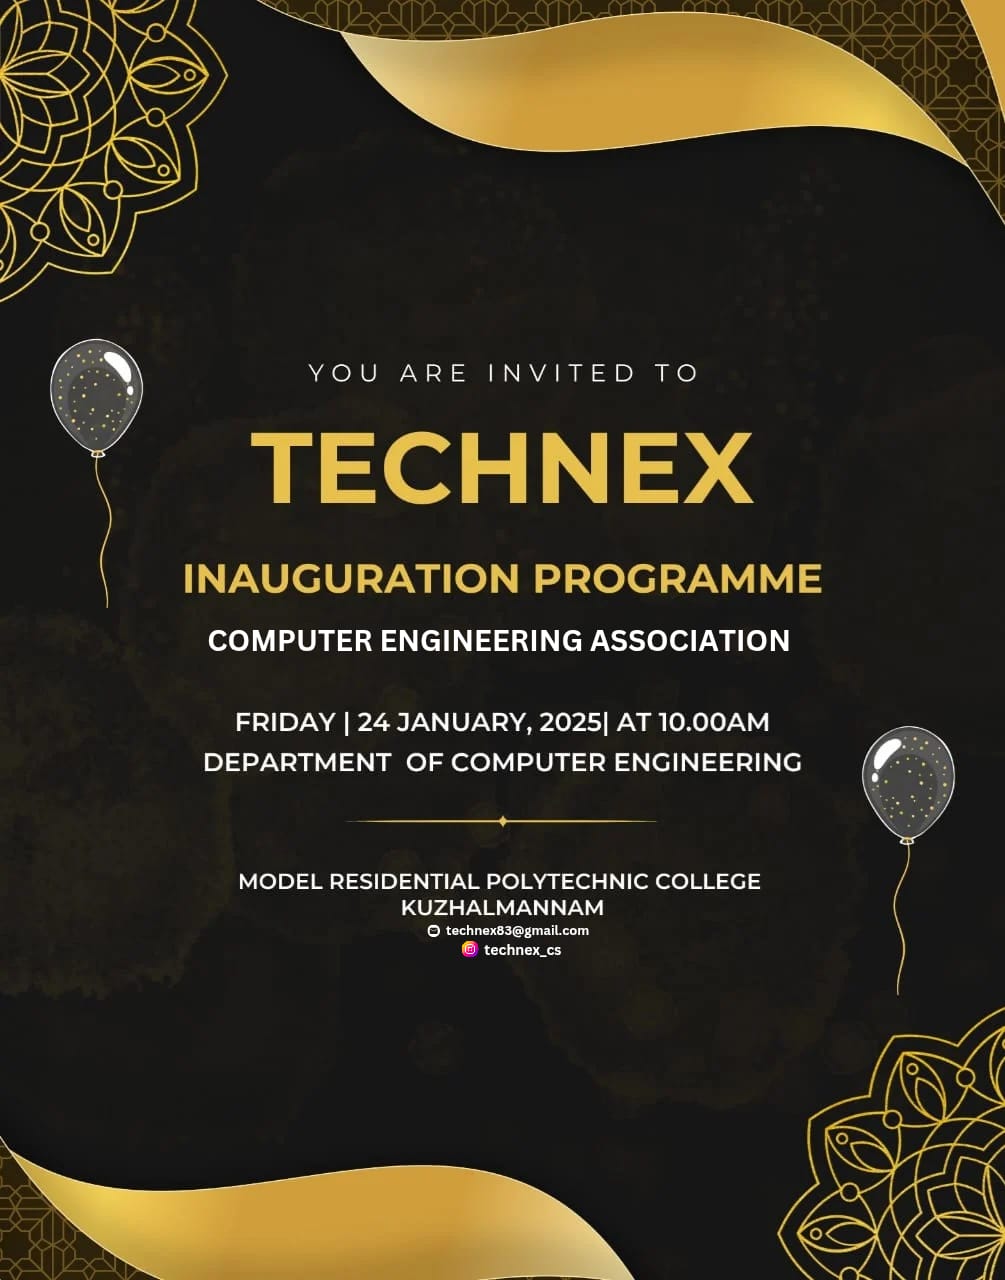 YOU ARE INVITED TO
TECHNEX
INAUGURATION PROGRAMME
COMPUTER ENGINEERING ASSOCIATION
FRIDAY | 24 JANUARY, 2025| AT 10.00AM
DEPARTMENT OF COMPUTER ENGINEERING
MODEL RESIDENTIAL POLYTECHNIC COLLEGE
KUZHALMANNAM
technex83@gmail.com
technex_cs